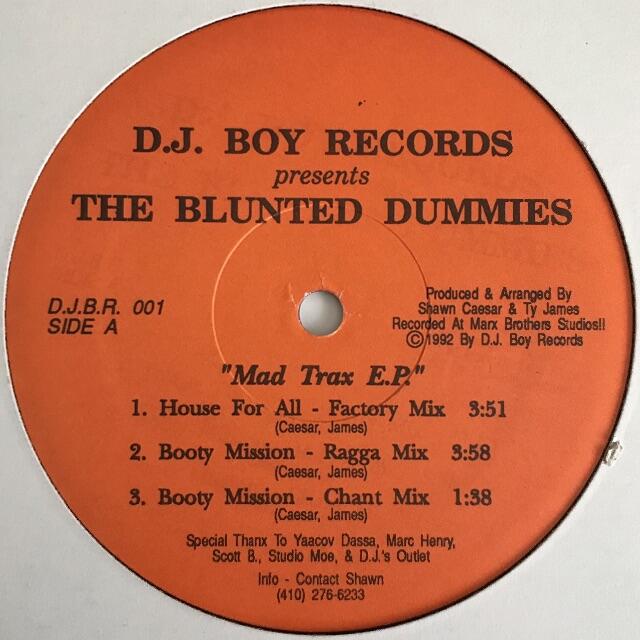 D.J. BOY RECORDS
presents
THE BLUNTED DUMMIES
D.J.B.R. 001
SIDE A
Produced & Arranged By
Shawn Caesar & Ty James
Recorded At Marx Brothers Studios!!
©1992 By D.J. Boy Records
"Mad Trax E.P."
1. House For All - Factory Mix 3:51
(Caesar, James)
2. Booty Mission - Ragga Mix 3:58
(Caesar, James)
3. Booty Mission - Chant Mix 1:38
(Caesar, James)
Special Thanx To Yaacov Dassa, Marc Henry,
Scott B., Studio Moe, & D.J.'s Outlet
Info - Contact Shawn
(410) 276-6233